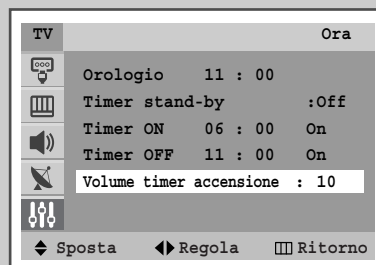 TV Ora
Orologio 11 : 00
Timer stand-by :Off
Timer ON 06 : 00 On
Timer OFF 11 : 00 On
Volume timer accensione : 10
Sposta Regola Ritorno